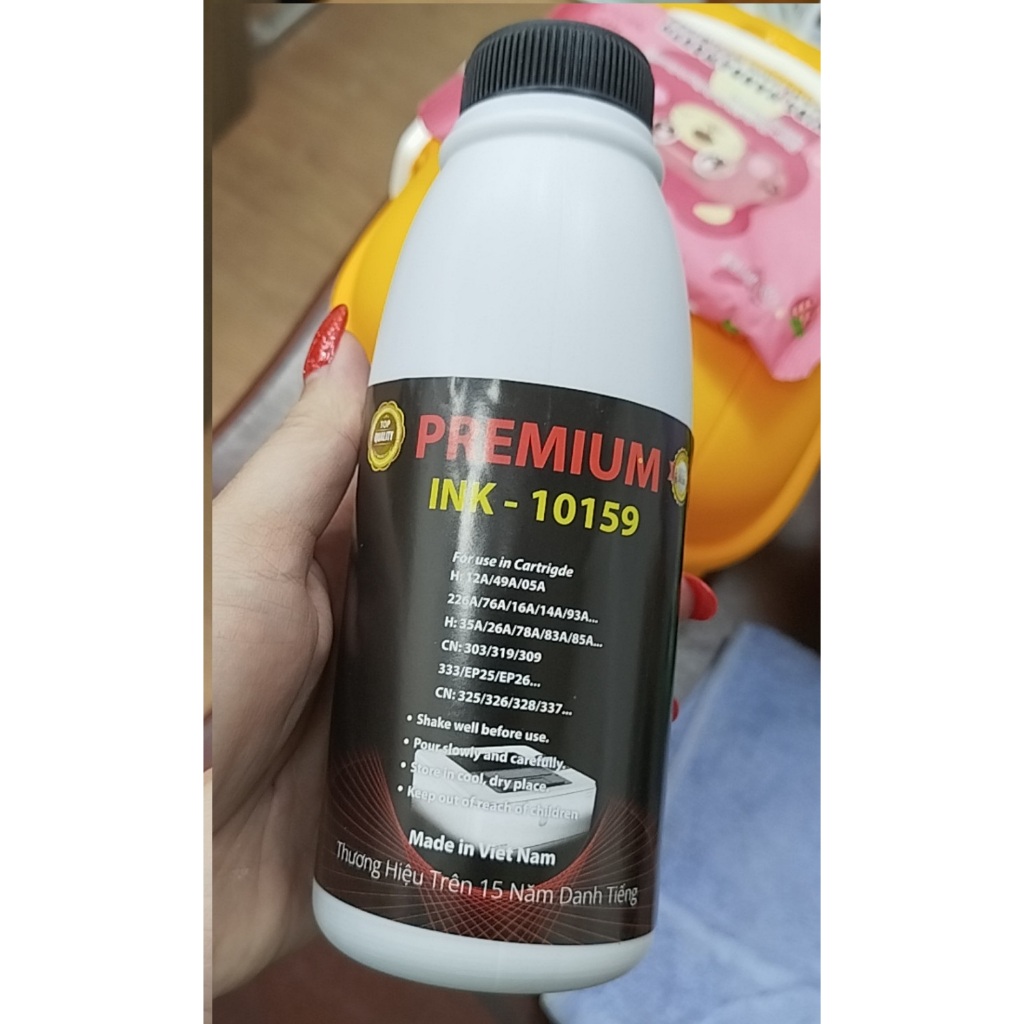 TOP
QUALITY
PREMIUM
INK - 10159
For use in Cartrigde
H: 12A/49A/05A
226A/76A/16A/14A/93A...
H: 35A/26A/78A/83A/85A...
CN: 303/319/309
333/EP25/EP26...
CN: 325/326/328/337...
• Shake well before use.
• Pour slowly and carefully.
• Store in cool, dry place
• Keep out of reach of children
Made in Việt Nam
Thương Hiệu Trên 15 Năm Danh Tiếng